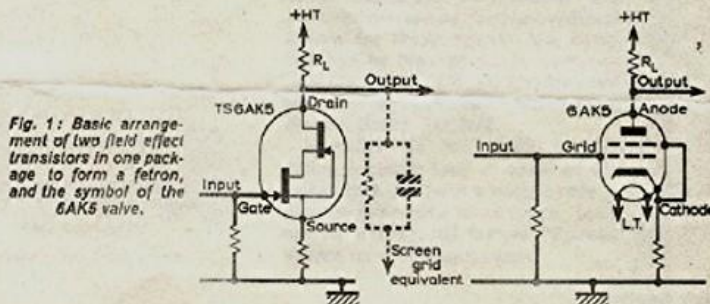 Fig. 1: Basic arrange-
ment of two field effect
transistors in one pack-
age to form a fetron,
and the symbol of the
6AK5 valve.
+HT
RL
Output
TS6AK5
Drain
Input
Gate
Source
Screen
grid
equivalent
+HT
RL
Output
6AK5
Anode
Input
Grid
Cathode
L.T.